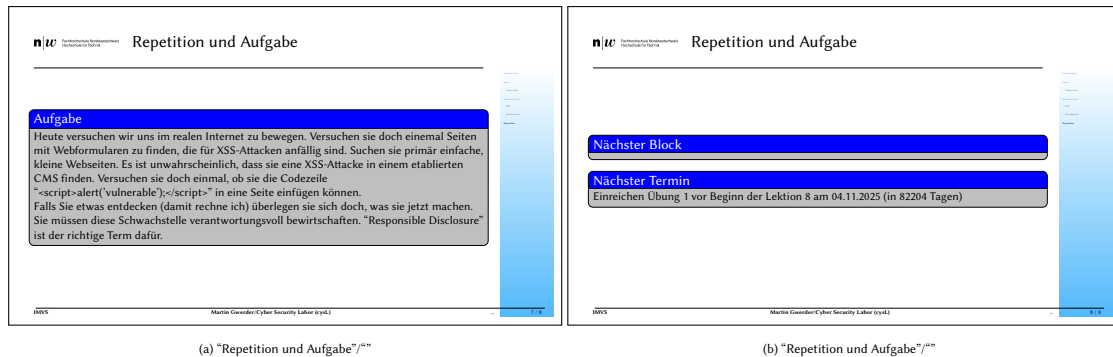 n|w Fachhochschule Nordwestschweiz
Hochschule für Technik
Repetition und Aufgabe
Aufgabe
Heute versuchen wir uns im realen Internet zu bewegen. Versuchen sie doch einemal Seiten
mit Webformularen zu finden, die für XSS-Attacken anfällig sind. Suchen sie primär einfache,
kleine Webseiten. Es ist unwahrscheinlich, dass sie eine XSS-Attacke in einem etablierten
CMS finden. Versuchen sie doch einmal, ob sie die Codezeile
“<script>alert('vulnerable');</script>” in eine Seite einfügen können.
Falls Sie etwas entdecken (damit rechne ich) überlegen sie sich doch, was sie jetzt machen.
Sie müssen diese Schwachstelle verantwortungsvoll bewirtschaften. “Responsible Disclosure”
ist der richtige Term dafür.
IMVS
Martin Gwerder/Cyber Security Labor (cysL)
7 / 8
(a) “Repetition und Aufgabe”/“”
n|w Fachhochschule Nordwestschweiz
Hochschule für Technik
Repetition und Aufgabe
Nächster Block
Nächster Termin
Einreichen Übung 1 vor Beginn der Lektion 8 am 04.11.2025 (in 82204 Tagen)
IMVS
Martin Gwerder/Cyber Security Labor (cysL)
8 / 8
(b) “Repetition und Aufgabe”/“”